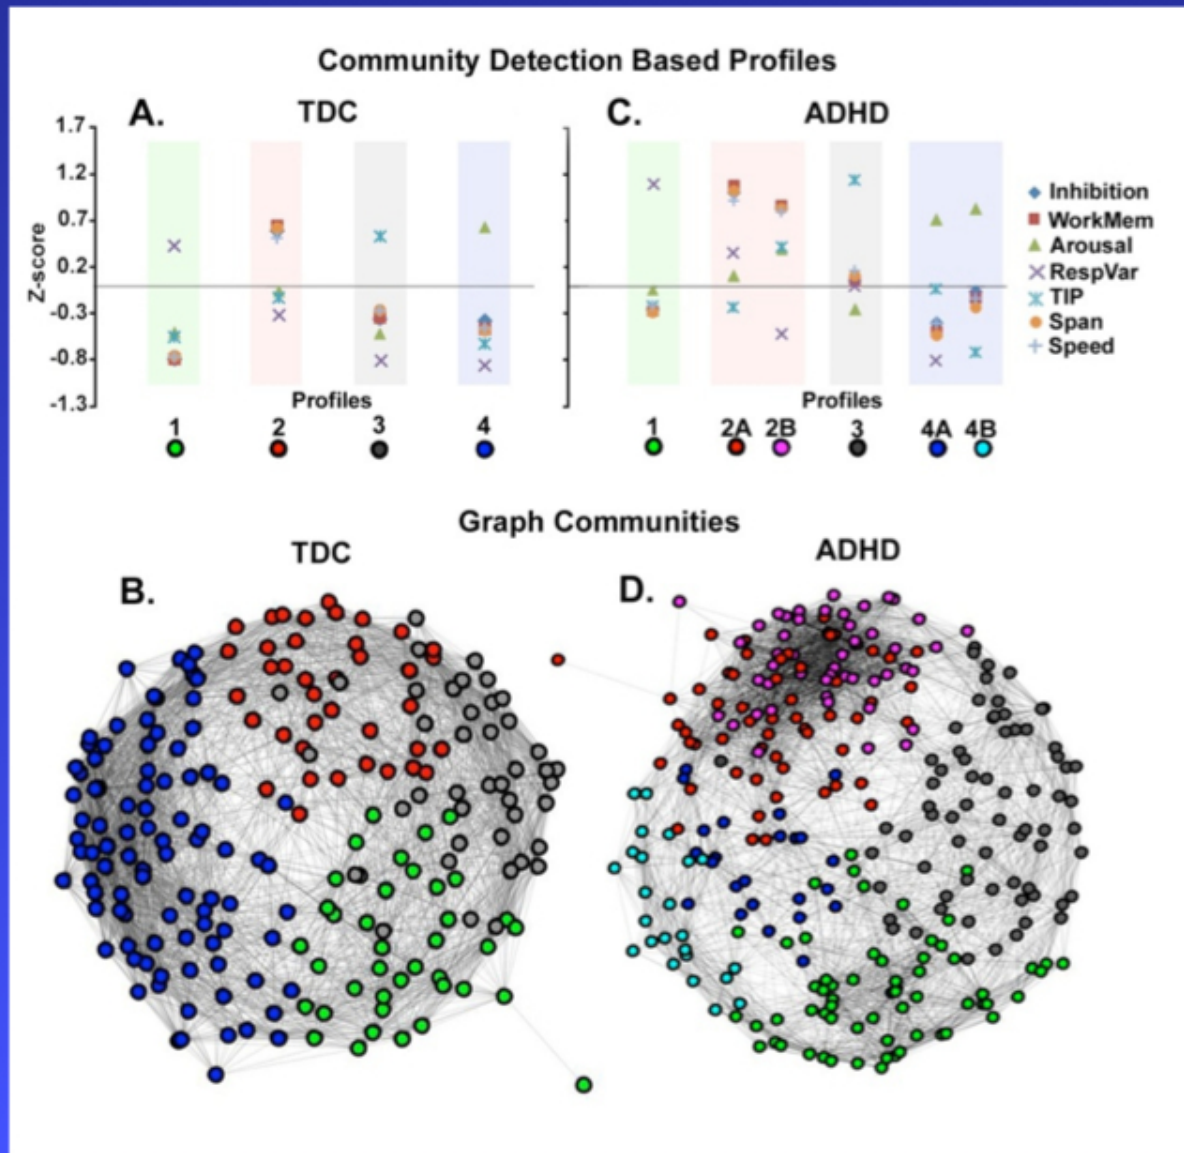 Community Detection Based Profiles
A. TDC
C. ADHD
Z-score
1.7
1.2
0.7
0.2
-0.3
-0.8
-1.3
Profiles
1 2 3 4
Profiles
1 2A 2B 3 4A 4B
Inhibition
WorkMem
Arousal
RespVar
TIP
Span
Speed
Graph Communities
TDC
ADHD
B.
D.